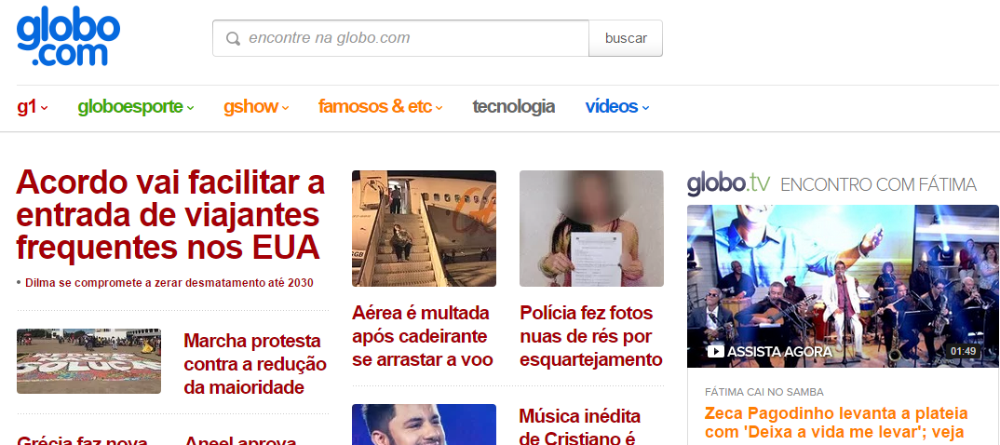 globo
.com
encontre na globo.com
buscar
g1
globoesporte
gshow
famosos & etc
tecnologia
vídeos
Acordo vai facilitar a
entrada de viajantes
frequentes nos EUA
Dilma se compromete a zerar desmatamento até 2030
Marcha protesta
contra a redução
da maioridade
Grécia faz nova
Aneel aprova
Aérea é multada
após cadeirante
se arrastar a voo
Polícia fez fotos
nuas de rés por
esquartejamento
Música inédita
de Cristiano é
globo.tv ENCONTRO COM FÁTIMA
ASSISTA AGORA
01:49
FÁTIMA CAI NO SAMBA
Zeca Pagodinho levanta a plateia
com 'Deixa a vida me levar'; veja